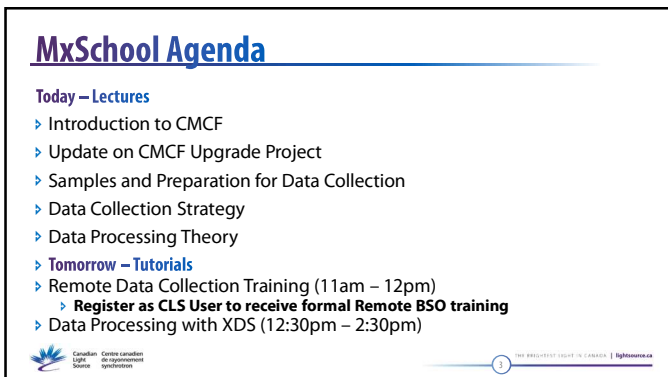 MxSchool Agenda
Today – Lectures
Introduction to CMCF
Update on CMCF Upgrade Project
Samples and Preparation for Data Collection
Data Collection Strategy
Data Processing Theory
Tomorrow – Tutorials
Remote Data Collection Training (11am – 12pm)
Register as CLS User to receive formal Remote BSO training
Data Processing with XDS (12:30pm – 2:30pm)
Canadian Centre canadien
Light de rayonnement
Source synchrotron
3
THE BRIGHTEST LIGHT IN CANADA | lightsource.ca